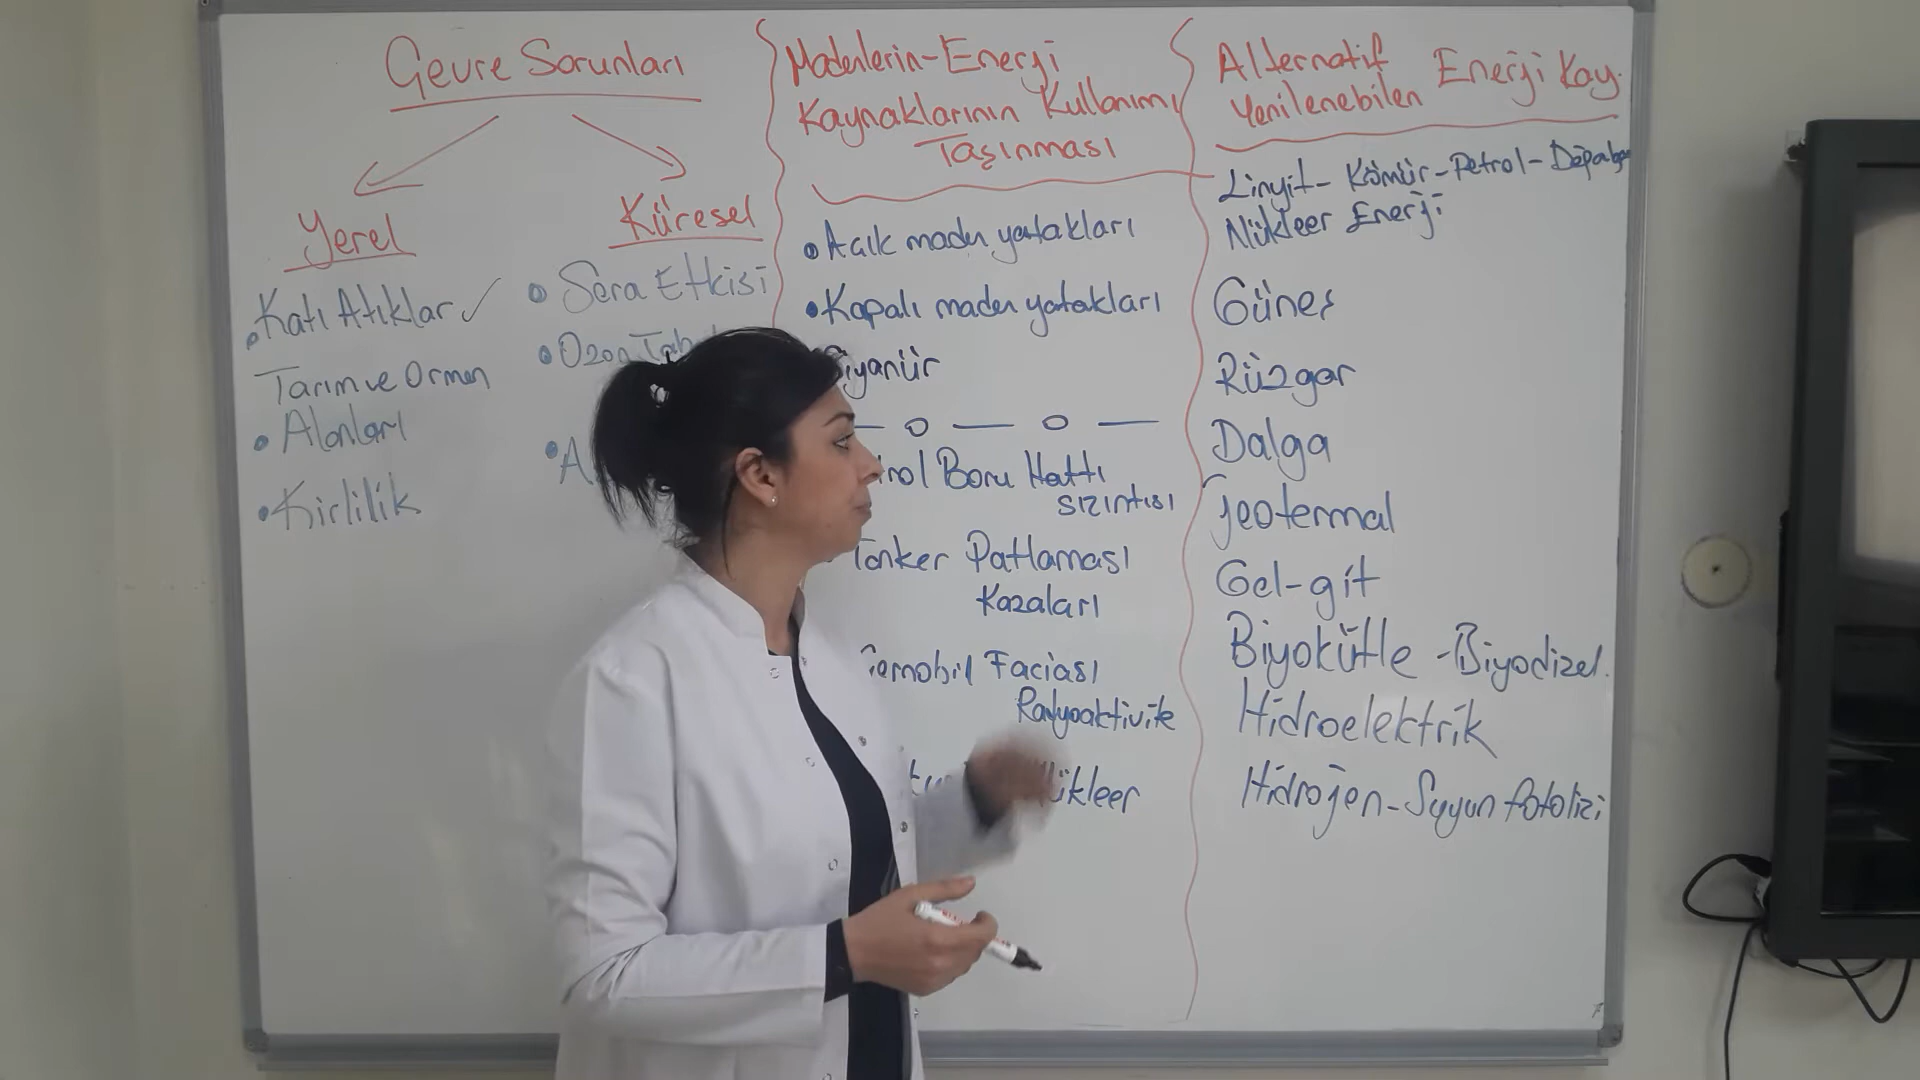 Çevre Sorunları
Yerel
Katı Atıklar ✓
Tarım ve Orman
Alanları
Kirlilik
Küresel
Sera Etkisi
Ozon
Madenlerin-Enerji
Kaynaklarının Kullanımı
Taşınması
Açık maden yatakları
Kapalı maden yatakları
Siyanür
Boru Hattı
sızıntısı
Tanker Patlaması
Kazaları
Faciası
Radyoaktivite
Alternatif Enerji Kay.
Yenilenebilen
Linyit- Kömür-Petrol-
Nükleer Enerji
Güneş
Rüzgar
Dalga
Jeotermal
Gel-git
Biyokütle -Biyodizel.
Hidroelektrik
Hidrojen-Suyun fotolizi